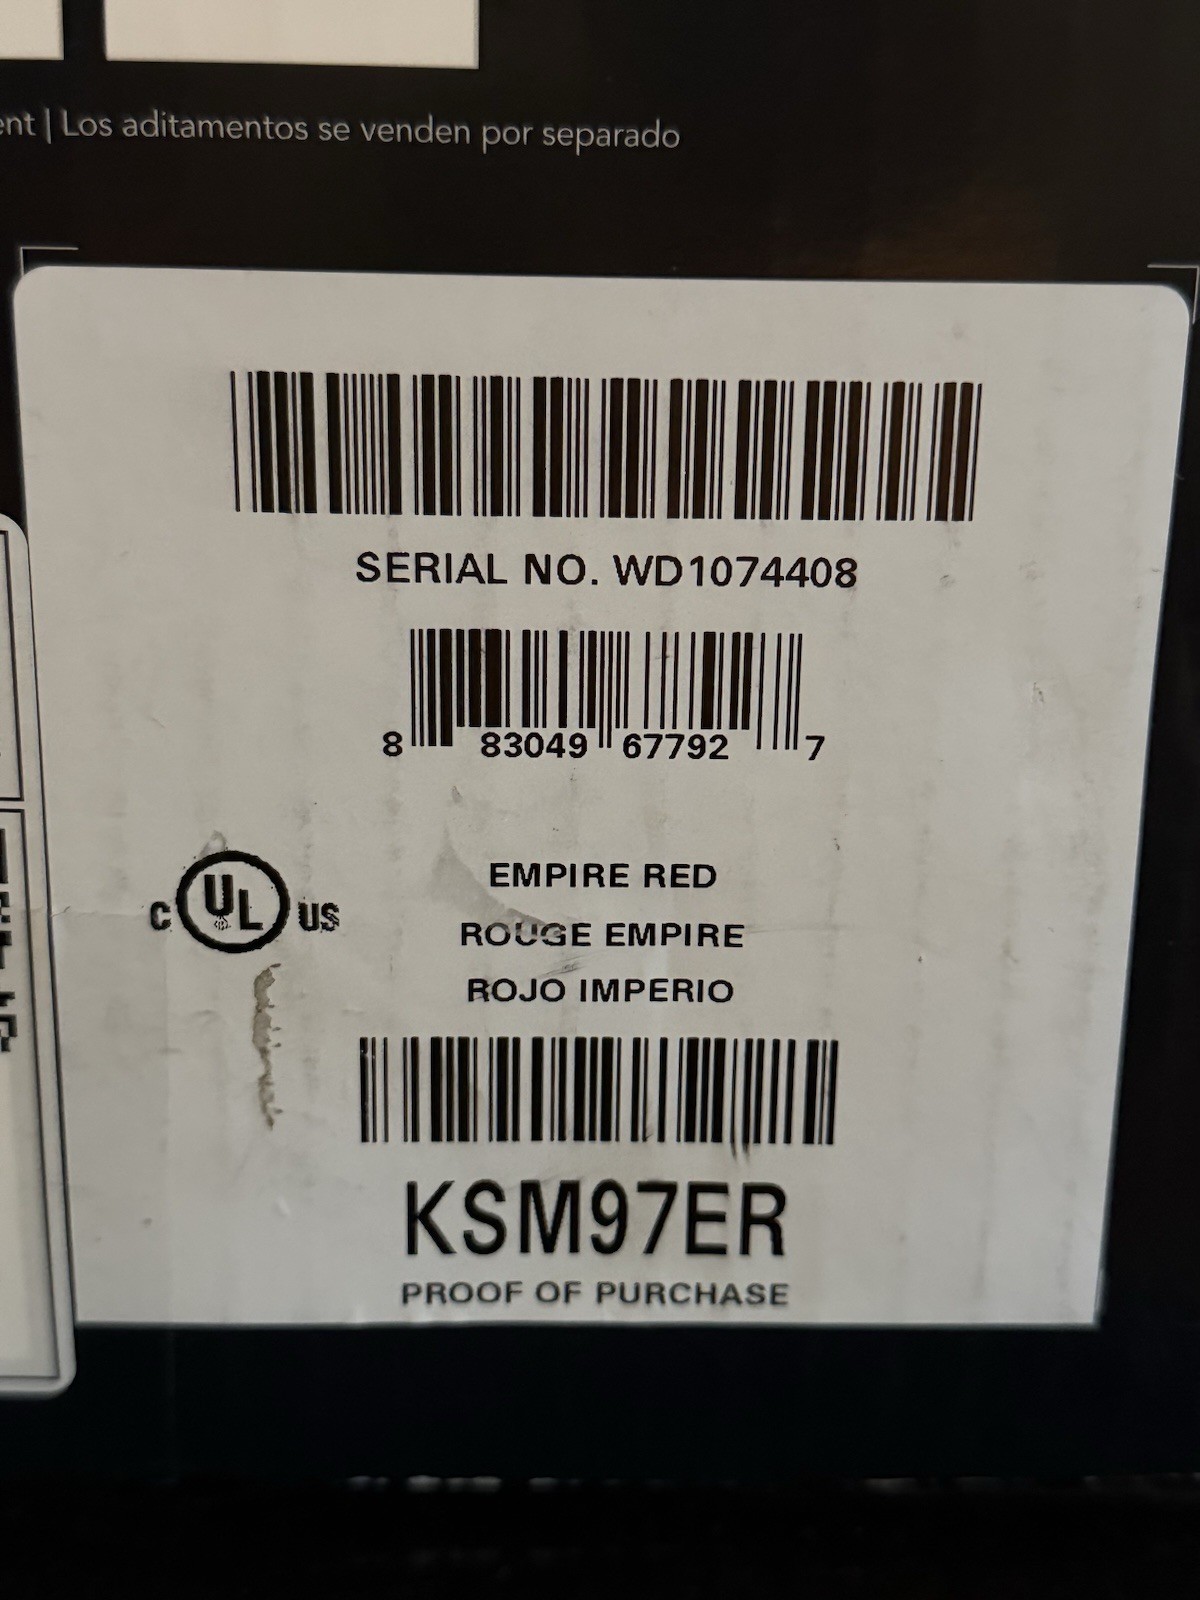 ent | Los aditamentos se venden por separado
SERIAL NO. WD1074408
8 83049 67792 7
C UL US
EMPIRE RED
ROUGE EMPIRE
ROJO IMPERIO
KSM97ER
PROOF OF PURCHASE